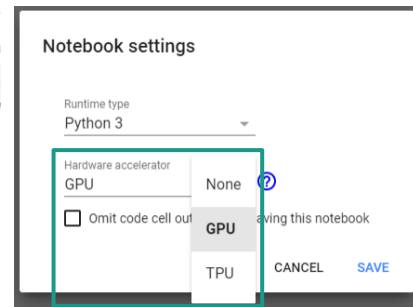 Notebook settings
Runtime type
Python 3
Hardware accelerator
GPU
None
Omit code cell out aving this notebook
GPU
TPU
CANCEL SAVE